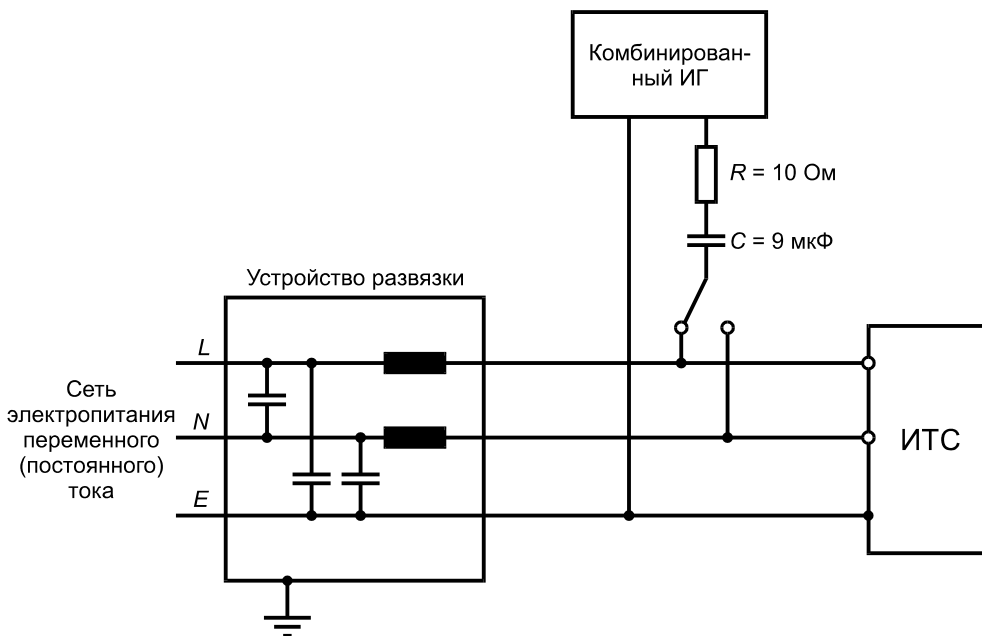 Комбинирован-
ный ИГ
R = 10 Ом
C = 9 мкФ
Устройство развязки
L
N
E
Сеть
электропитания
переменного
(постоянного)
тока
ИТС